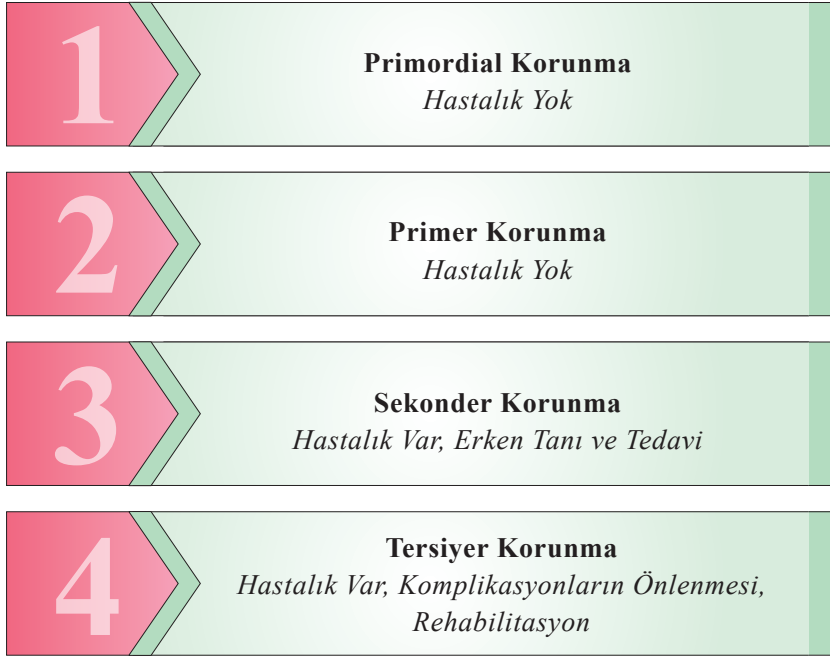 1
Primordial Korunma
Hastalık Yok
2
Primer Korunma
Hastalık Yok
3
Sekonder Korunma
Hastalık Var, Erken Tanı ve Tedavi
4
Tersiyer Korunma
Hastalık Var, Komplikasyonların Önlenmesi,
Rehabilitasyon